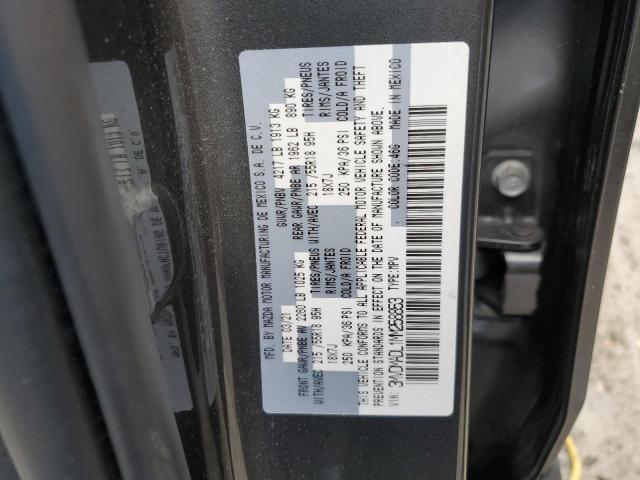 MFD. BY MAZDA MOTOR MANUFACTURING DE MEXICO S.A. DE C.V.
DATE: 03/21 GVWR/PNBV 4217 LB 1913 KG
FRONT GAWR/PNBE AV 2260 LB 1025 KG REAR GAWR/PNBE AR 1962 LB 890 KG
WITH/AVEC 215/55R18 95H TIRES/PNEUS WITH/AVEC 215/55R18 95H TIRES/PNEUS
18X7J RIMS/JANTES 18X7J RIMS/JANTES
250 KPA/36 PSI COLD/A FROID 250 KPA/36 PSI COLD/A FROID
THIS VEHICLE CONFORMS TO ALL APPLICABLE FEDERAL MOTOR VEHICLE SAFETY AND THEFT
PREVENTION STANDARDS IN EFFECT ON THE DATE OF MANUFACTURE SHOWN ABOVE.
COLOR CODE:46G MADE IN MEXICO
VIN: TYPE:MPV